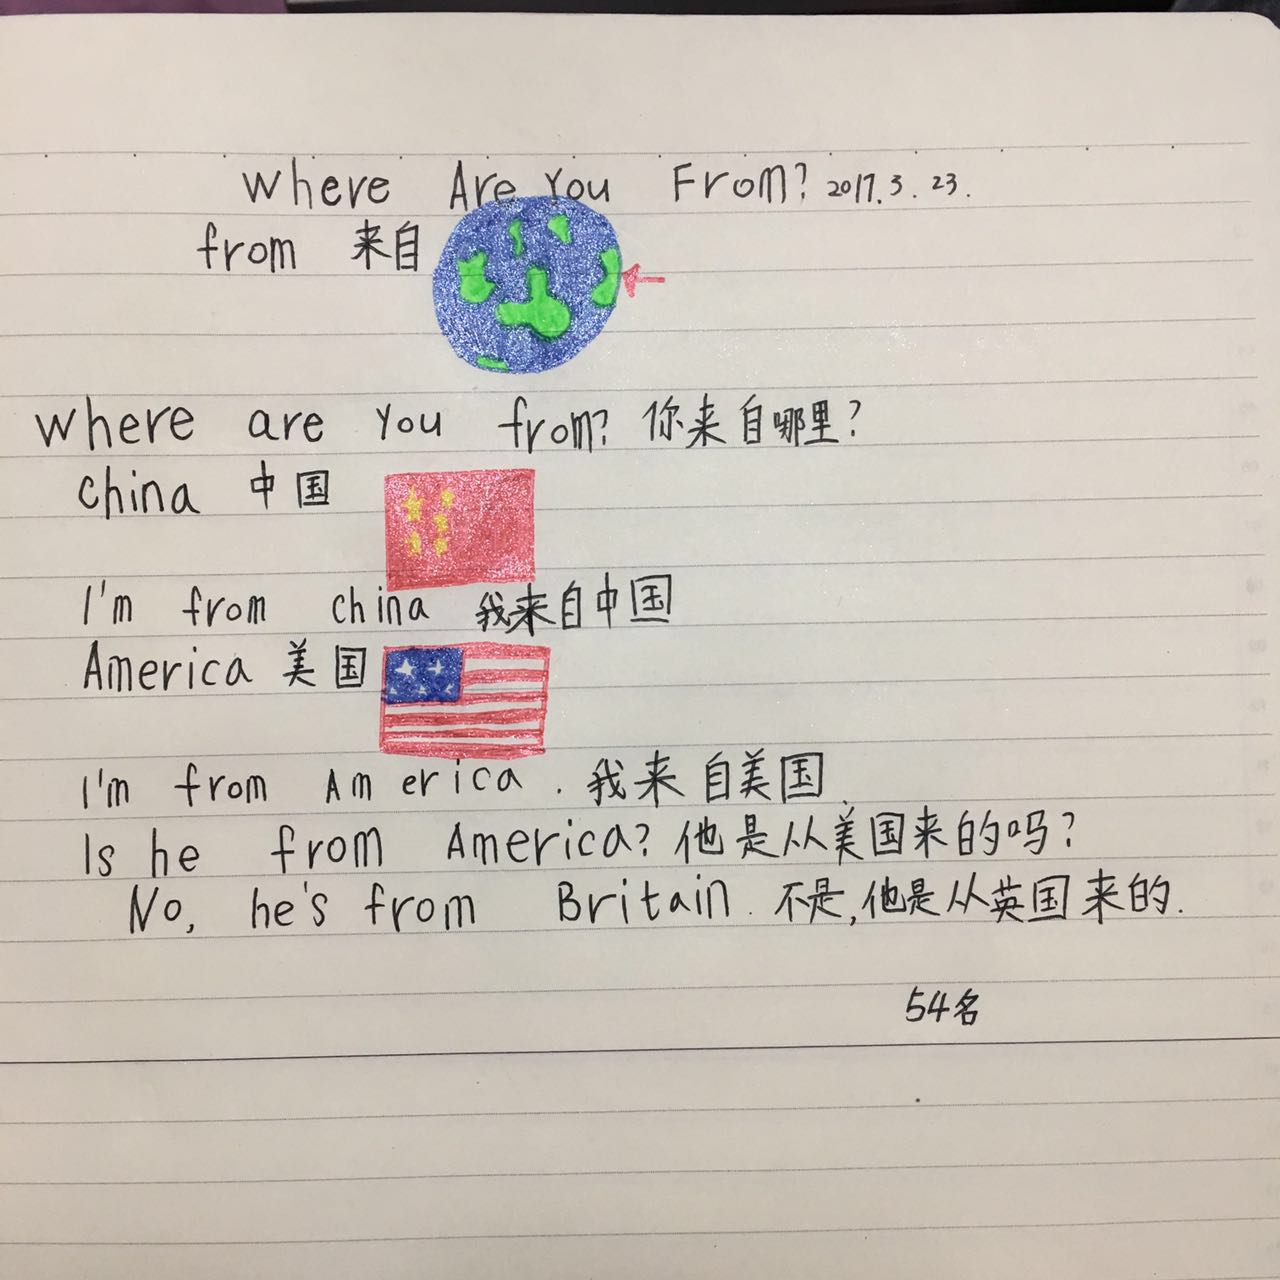 Where Are You From? 2017.3.23.
from 来自
Where are You from? 你来自哪里?
china 中国
I'm from china 我来自中国
America 美国
I'm from America. 我来自美国.
Is he from America? 他是从美国来的吗?
No, he's from Britain. 不是,他是从英国来的.
54名